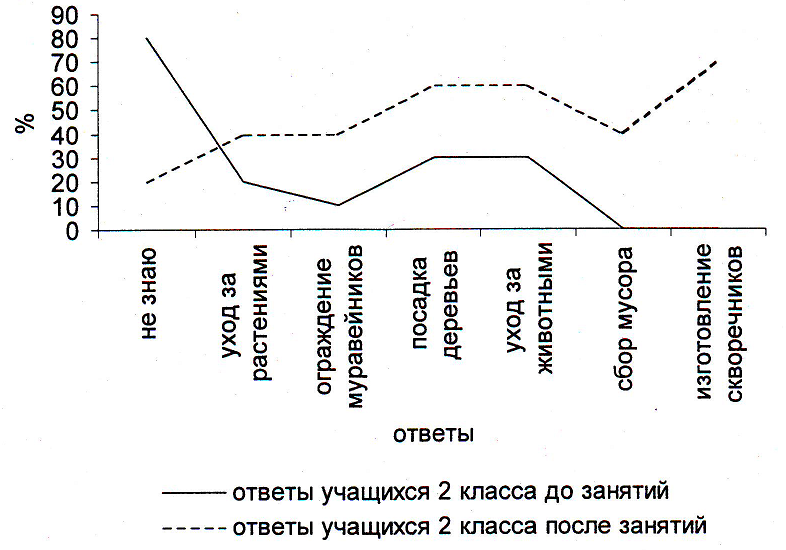 90
80
70
60
50
40
30
20
10
0
%
не знаю
уход за
растениями
ограждение
муравейников
посадка
деревьев
уход за
животными
сбор мусора
изготовление
скворечников
ответы
ответы учащихся 2 класса до занятий
ответы учащихся 2 класса после занятий